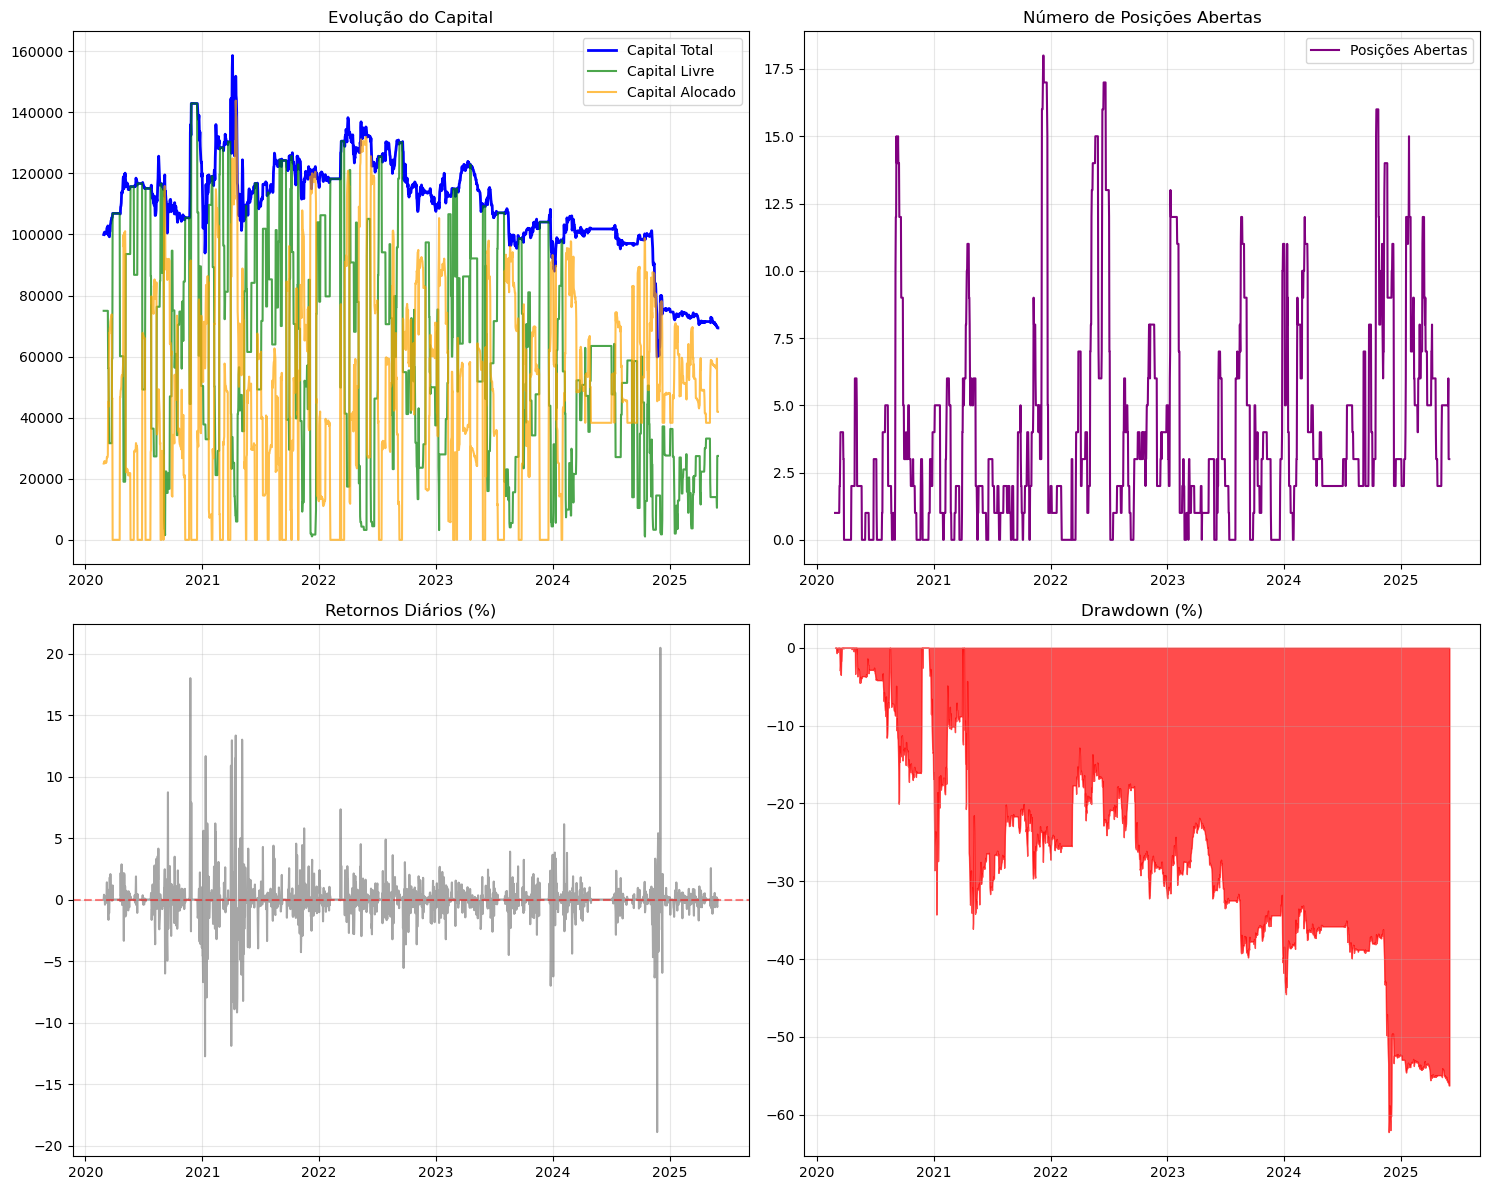 Evolução do Capital
160000
140000
120000
100000
80000
60000
40000
20000
0
Capital Total
Capital Livre
Capital Alocado
2020 2021 2022 2023 2024 2025
Número de Posições Abertas
17.5
15.0
12.5
10.0
7.5
5.0
2.5
0.0
Posições Abertas
2020 2021 2022 2023 2024 2025
Retornos Diários (%)
20
15
10
5
0
−5
−10
−15
−20
2020 2021 2022 2023 2024 2025
Drawdown (%)
0
−10
−20
−30
−40
−50
−60
2020 2021 2022 2023 2024 2025